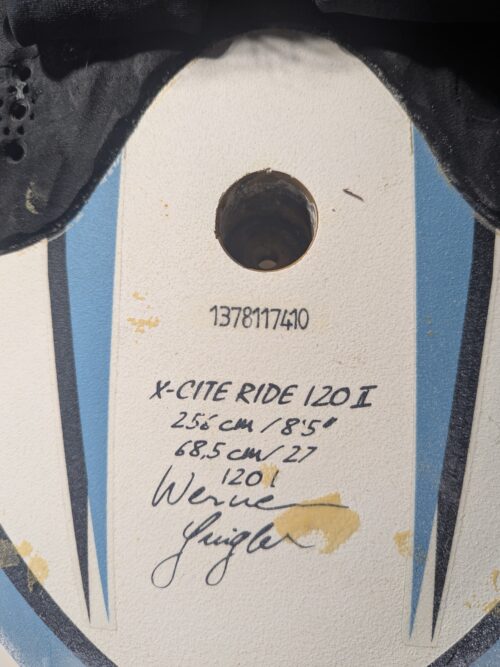 1378117410
X-CITE RIDE 120 II
256 cm / 8'5"
68,5 cm / 27
120 l
Werner
Gnigler